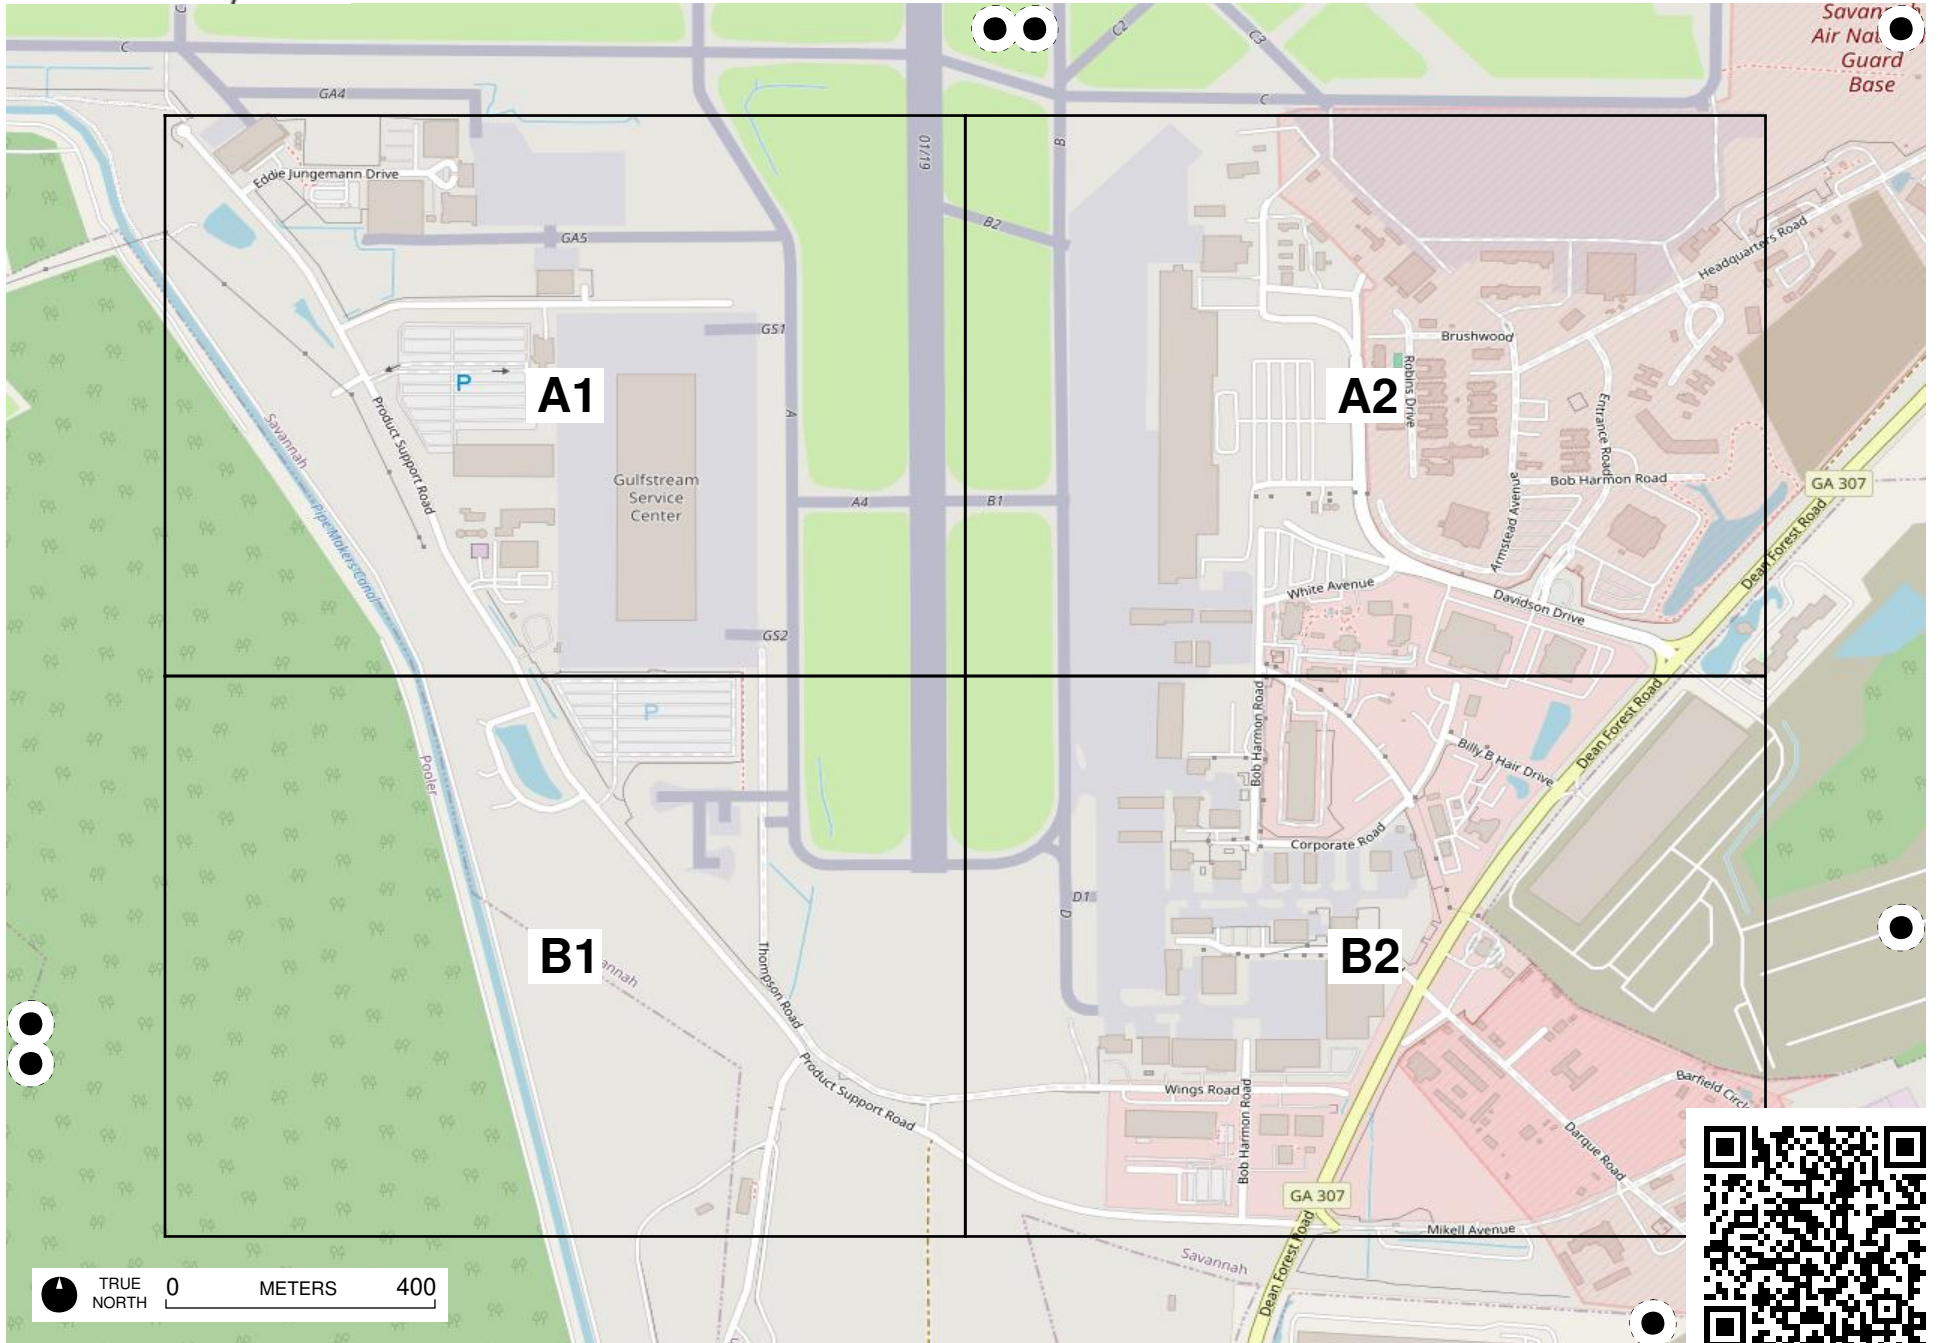 Savannah
Air National
Guard
Base
C
C2
C3
GA4
C
Eddie Jungemann Drive
01/19
B
B2
GA5
Headquarters Road
GS1
Brushwood
Robins Drive
P
A1
A
A2
Entrance Road
Product Support Road
Savannah
Gulfstream
Service
Center
A4
B1
Bob Harmon Road
GA 307
Armstead Avenue
Dean Forest Road
Pipe Makers Canal
White Avenue
Davidson Drive
GS2
Dean Forest Road
P
Bob Harmon Road
Billy B Hair Drive
Pooler
Corporate Road
D1
D
B1
annah
Thompson Road
B2
Product Support Road
Wings Road
Bob Harmon Road
Barfield Circl
Darque Road
GA 307
Mikell Avenue
Savannah
Dean Forest Road
TRUE
NORTH
0 METERS 400